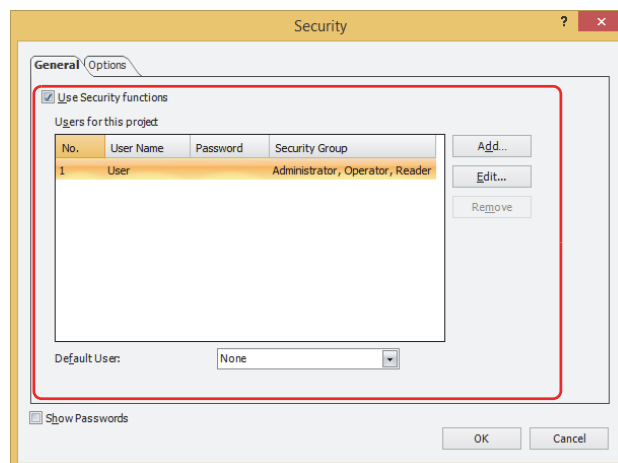 Security
? ×
General Options
Use Security functions
Users for this project
No. User Name Password Security Group Add...
1 User Administrator, Operator, Reader Edit...
Remove
Default User: None
Show Passwords
OK Cancel